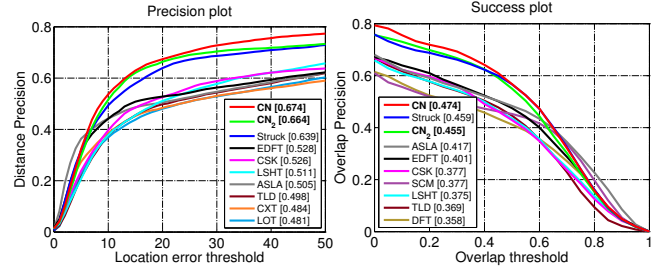 Precision plot
Distance Precision
0.8
0.6
0.4
0.2
0
0 10 20 30 40 50
Location error threshold
CN [0.674]
CN2 [0.664]
Struck [0.639]
EDFT [0.528]
CSK [0.526]
LSHT [0.511]
ASLA [0.505]
TLD [0.498]
CXT [0.484]
LOT [0.481]
Success plot
Overlap Precision
0.8
0.6
0.4
0.2
0
0 0.2 0.4 0.6 0.8 1
Overlap threshold
CN [0.474]
Struck [0.459]
CN2 [0.455]
ASLA [0.417]
EDFT [0.401]
CSK [0.377]
SCM [0.377]
LSHT [0.375]
TLD [0.369]
DFT [0.358]